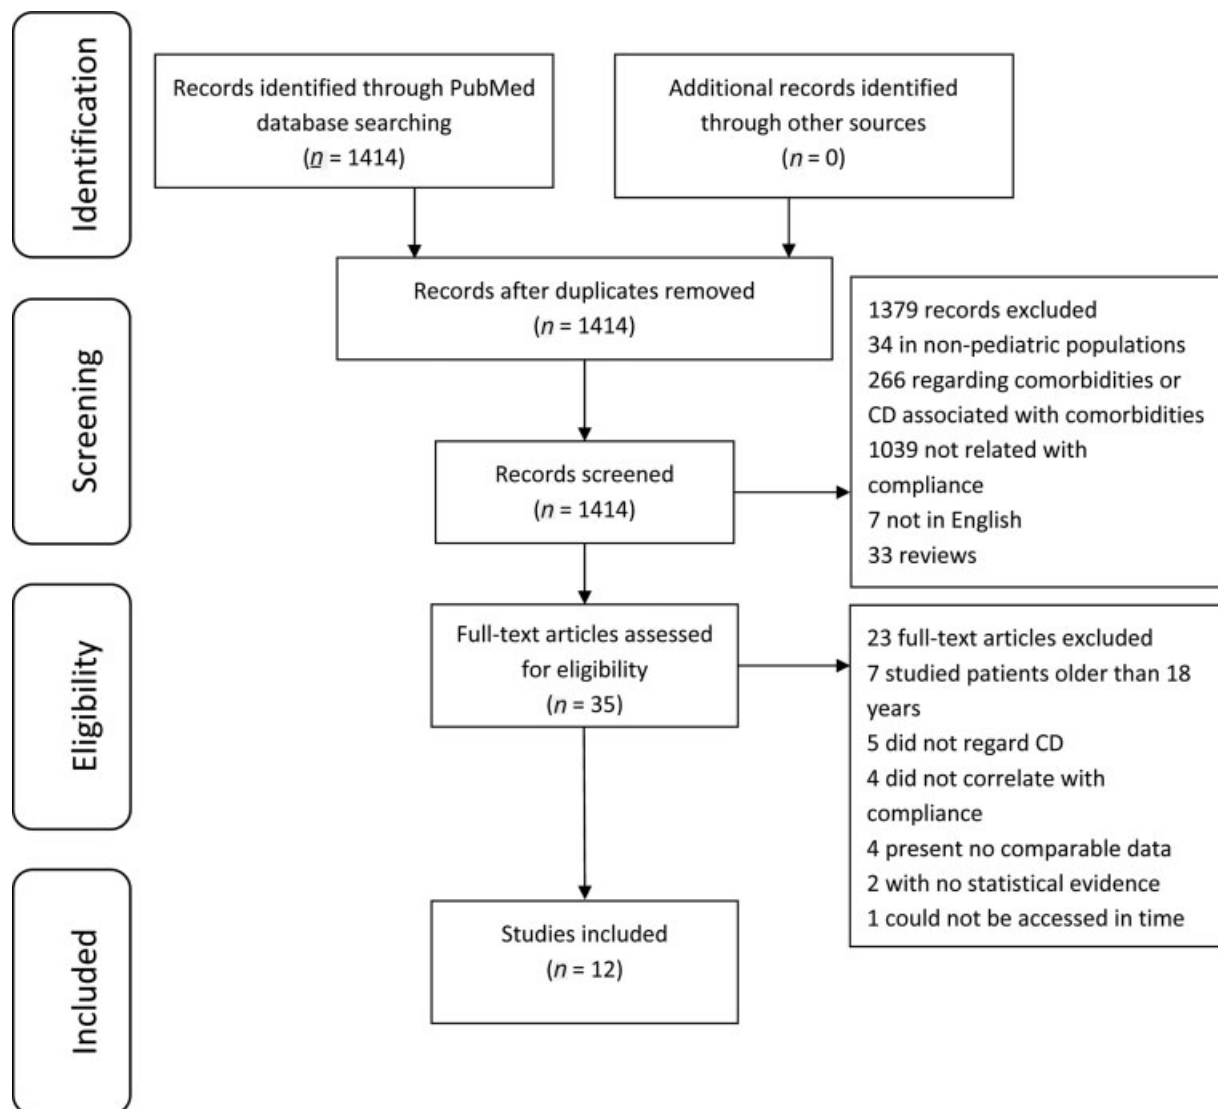 Identification
Records identified through PubMed
database searching
(n = 1414)
Additional records identified
through other sources
(n = 0)
Records after duplicates removed
(n = 1414)
Screening
Records screened
(n = 1414)
1379 records excluded
34 in non-pediatric populations
266 regarding comorbidities or
CD associated with comorbidities
1039 not related with
compliance
7 not in English
33 reviews
Eligibility
Full-text articles assessed
for eligibility
(n = 35)
23 full-text articles excluded
7 studied patients older than 18
years
5 did not regard CD
4 did not correlate with
compliance
4 present no comparable data
2 with no statistical evidence
1 could not be accessed in time
Included
Studies included
(n = 12)